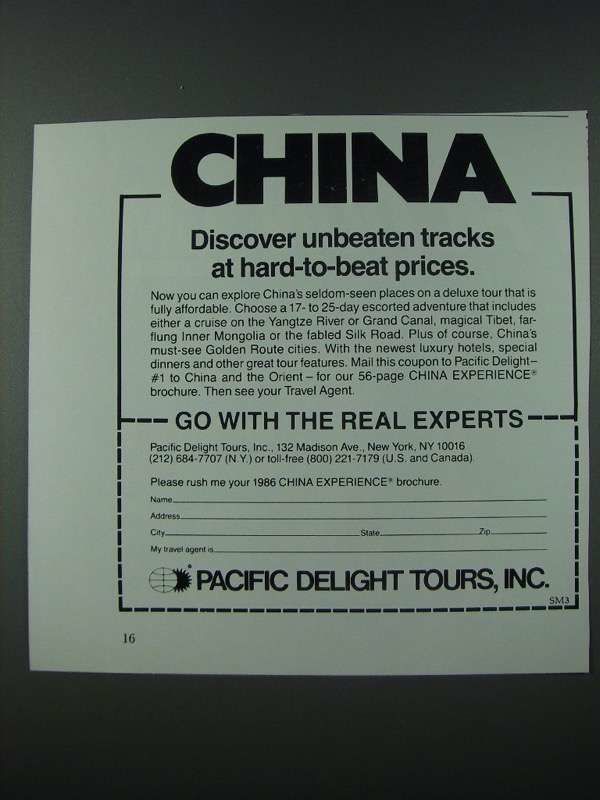 CHINA
Discover unbeaten tracks
at hard-to-beat prices.
Now you can explore China's seldom-seen places on a deluxe tour that is
fully affordable. Choose a 17- to 25-day escorted adventure that includes
either a cruise on the Yangtze River or Grand Canal, magical Tibet, far-
flung Inner Mongolia or the fabled Silk Road. Plus of course, China's
must-see Golden Route cities. With the newest luxury hotels, special
dinners and other great tour features. Mail this coupon to Pacific Delight—
#1 to China and the Orient—for our 56-page CHINA EXPERIENCE®
brochure. Then see your Travel Agent.
GO WITH THE REAL EXPERTS
Pacific Delight Tours, Inc., 132 Madison Ave., New York, NY 10016
(212) 684-7707 (N.Y.) or toll-free (800) 221-7179 (U.S. and Canada).
Please rush me your 1986 CHINA EXPERIENCE® brochure.
Name
Address
City State Zip
My travel agent is
PACIFIC DELIGHT TOURS, INC.
SM3
16